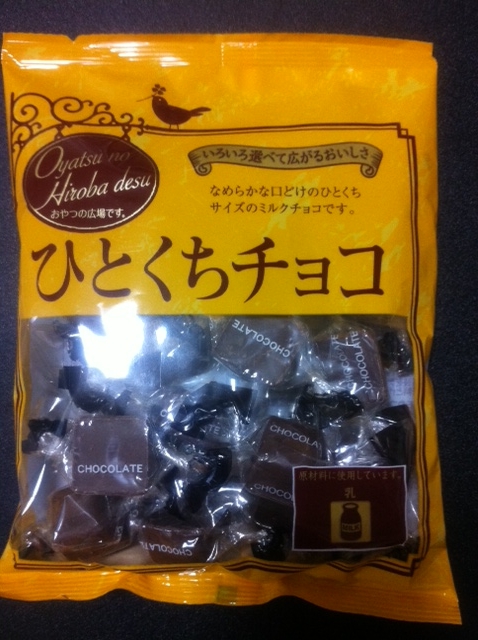 Oyatsu no
Hiroba desu
おやつの広場です。
いろいろ選べて広がるおいしさ
なめらかな口どけのひとくち
サイズのミルクチョコです。
ひとくちチョコ
CHOCOLATE
CHOCOLATE
CHOCOLATE
CHOCOLATE
CHOCOLATE
原材料に使用しています。
乳
MILK